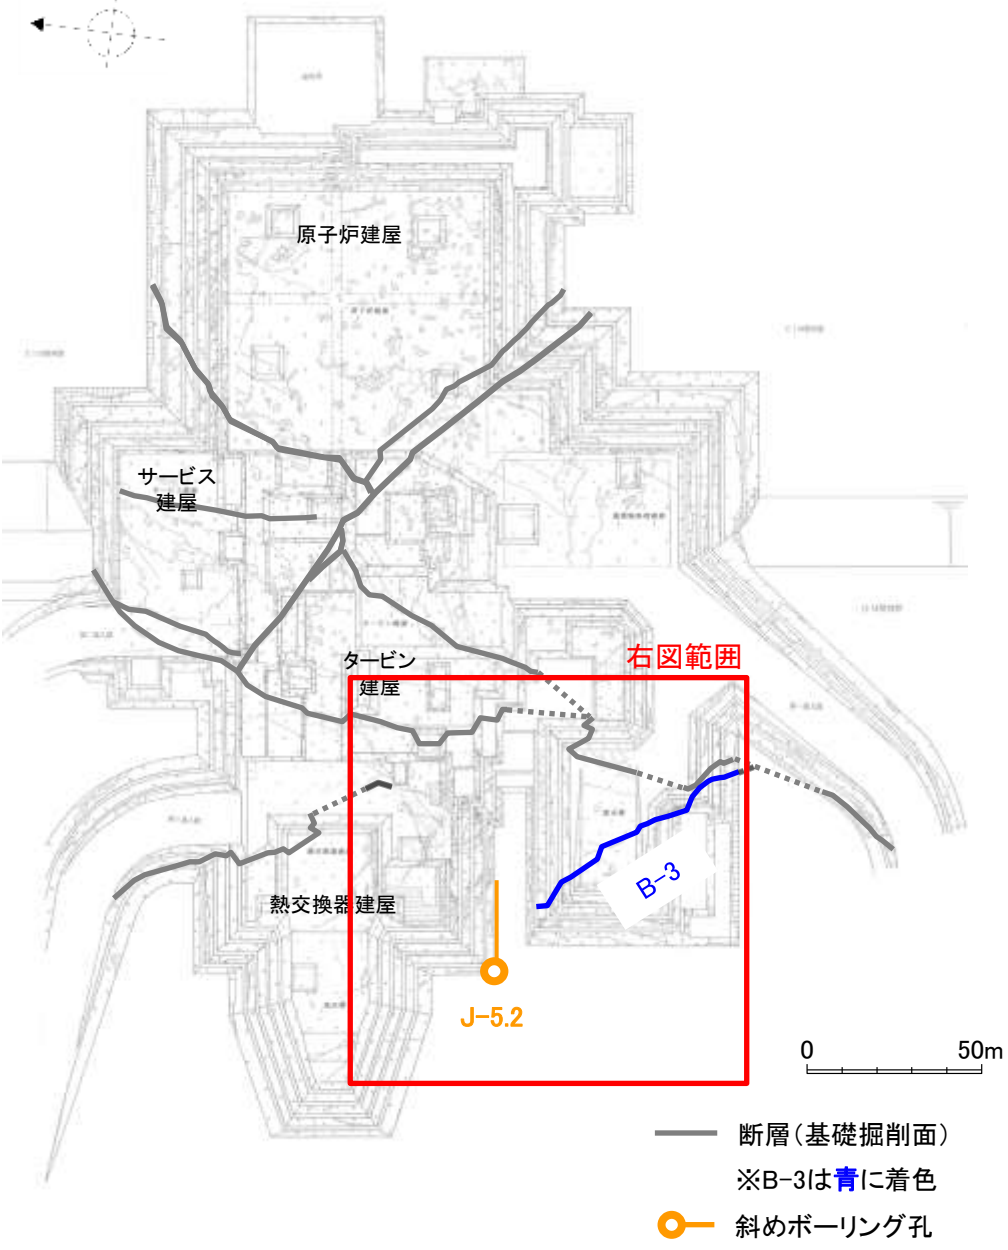 原子炉建屋
サービス
建屋
右図範囲
タービン
建屋
B-3
熱交換器建屋
J-5.2
0 50m
断層（基礎掘削面）
※B-3は青に着色
斜めボーリング孔